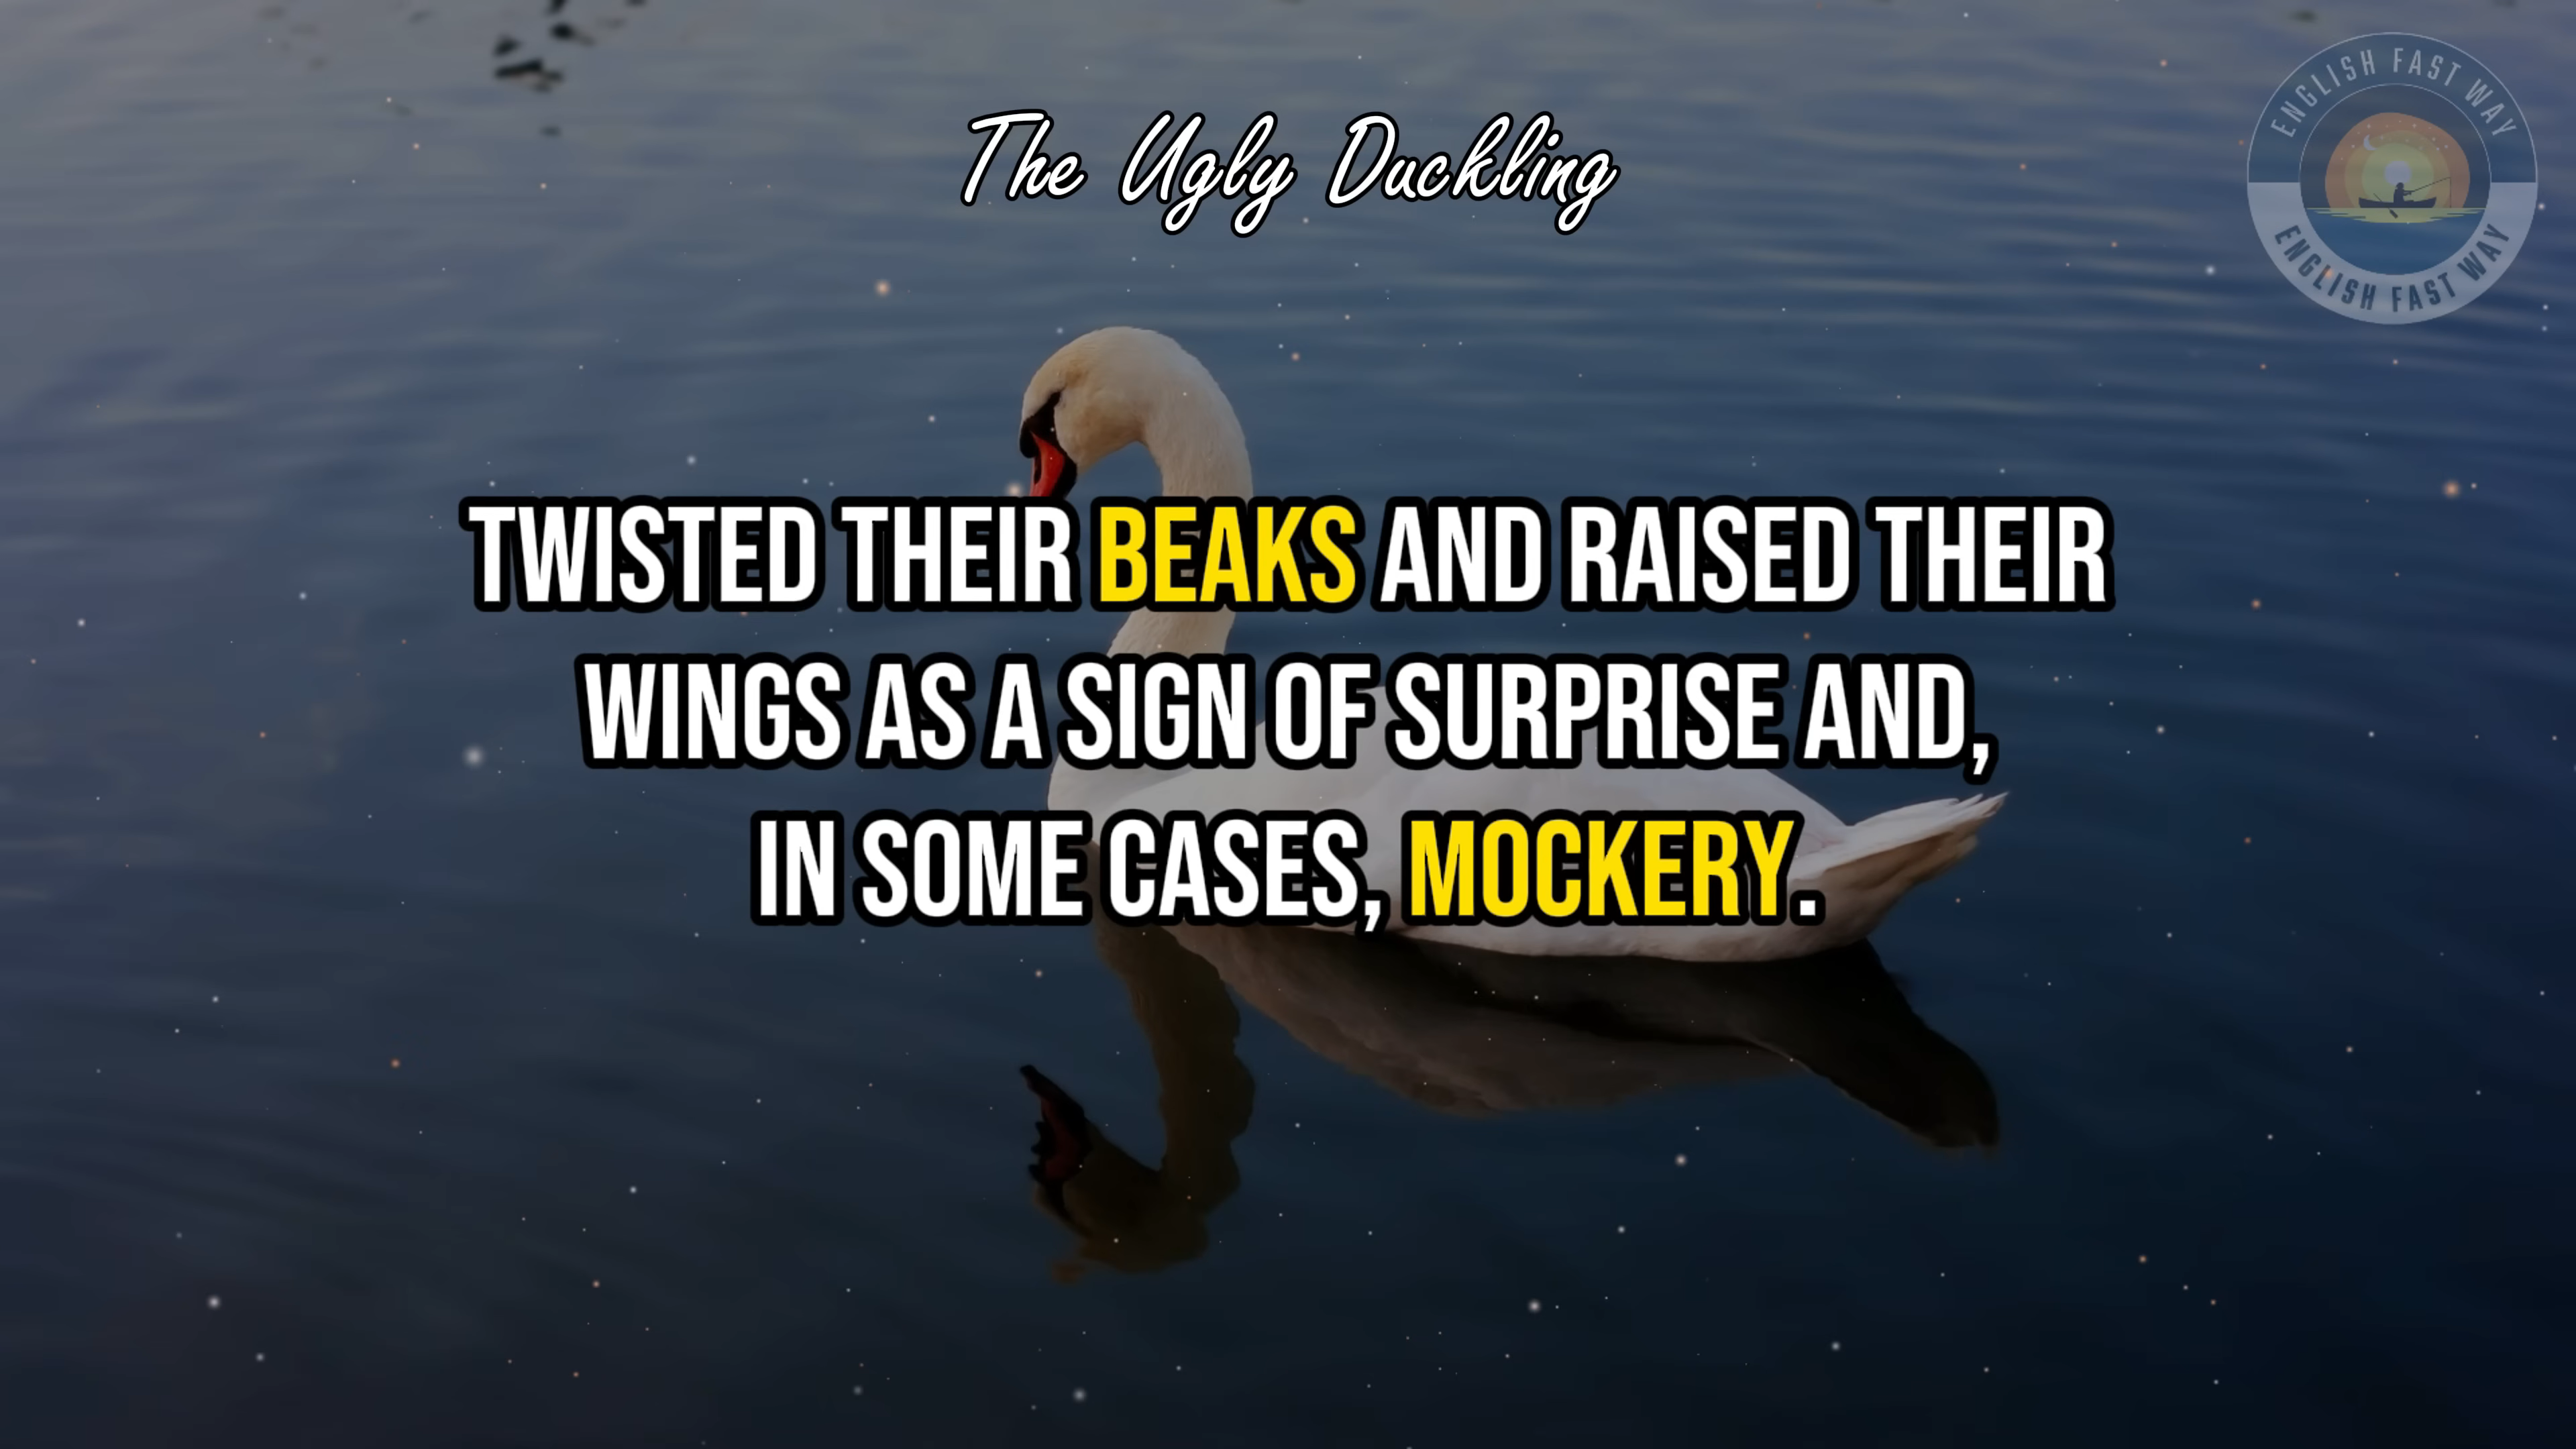 The Ugly Duckling
ENGLISH FAST WAY
ENGLISH FAST WAY
TWISTED THEIR BEAKS AND RAISED THEIR
WINGS AS A SIGN OF SURPRISE AND,
IN SOME CASES, MOCKERY.